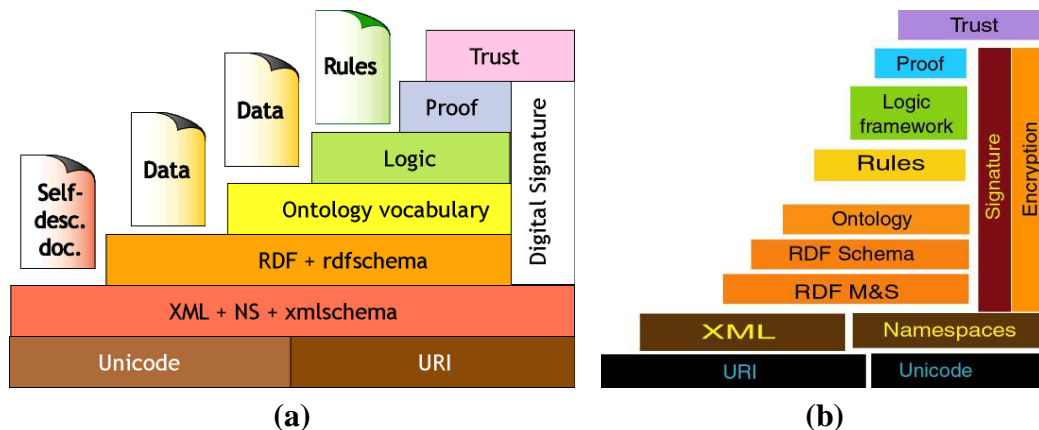 Trust
Rules
Proof
Data
Logic
Data
Ontology vocabulary
Self-
desc.
doc.
RDF + rdfschema
Digital Signature
XML + NS + xmlschema
Unicode
URI
(a)
Trust
Proof
Logic
framework
Rules
Ontology
RDF Schema
RDF M&S
Signature
Encryption
XML
Namespaces
URI
Unicode
(b)